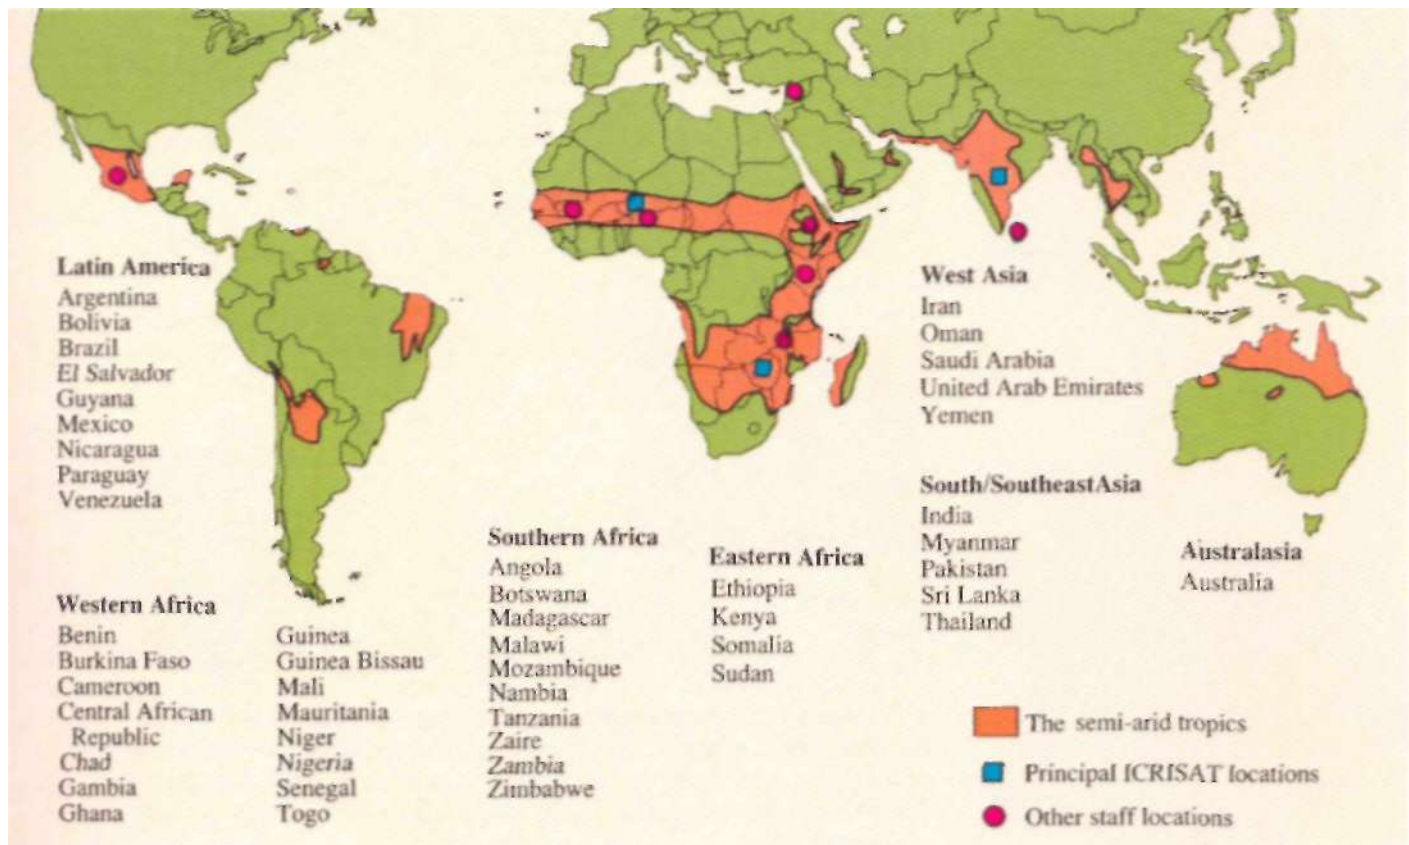 Latin America
Argentina
Bolivia
Brazil
El Salvador
Guyana
Mexico
Nicaragua
Paraguay
Venezuela
Western Africa
Benin
Burkina Faso
Cameroon
Central African
Republic
Chad
Gambia
Ghana
Guinea
Guinea Bissau
Mali
Mauritania
Niger
Nigeria
Senegal
Togo
Southern Africa
Angola
Botswana
Madagascar
Malawi
Mozambique
Nambia
Tanzania
Zaire
Zambia
Zimbabwe
Eastern Africa
Ethiopia
Kenya
Somalia
Sudan
West Asia
Iran
Oman
Saudi Arabia
United Arab Emirates
Yemen
South/SoutheastAsia
India
Myanmar
Pakistan
Sri Lanka
Thailand
Australasia
Australia
The semi-arid tropics
Principal ICRISAT locations
Other staff locations